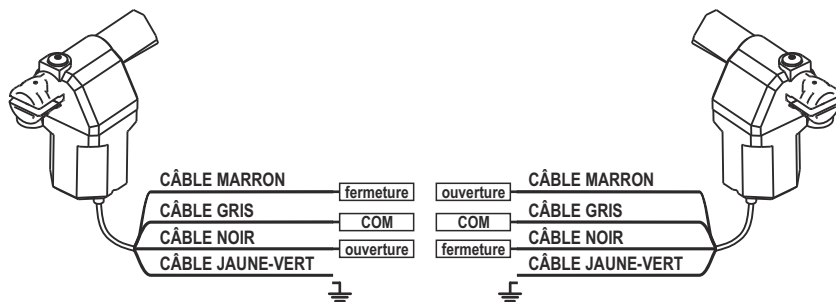 CÂBLE MARRON fermeture
CÂBLE GRIS COM
CÂBLE NOIR ouverture
CÂBLE JAUNE-VERT
ouverture CÂBLE MARRON
COM CÂBLE GRIS
fermeture CÂBLE NOIR
CÂBLE JAUNE-VERT